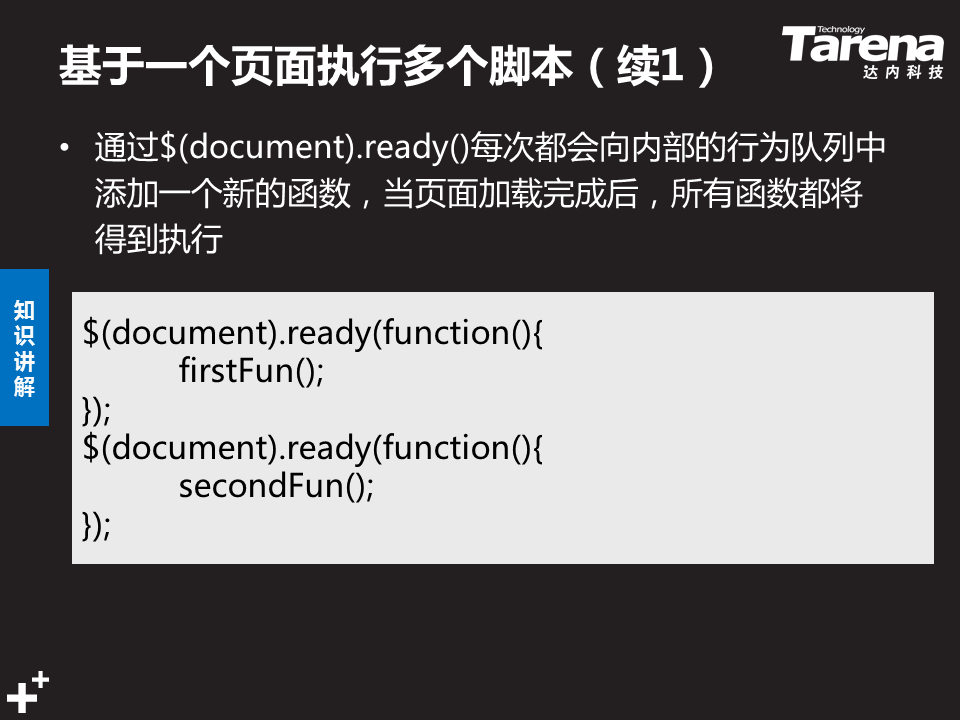 基于一个页面执行多个脚本（续1）
Technology
Tarena
达内科技
• 通过$(document).ready()每次都会向内部的行为队列中
添加一个新的函数，当页面加载完成后，所有函数都将
得到执行
知
识
讲
解
$(document).ready(function(){
firstFun();
});
$(document).ready(function(){
secondFun();
});